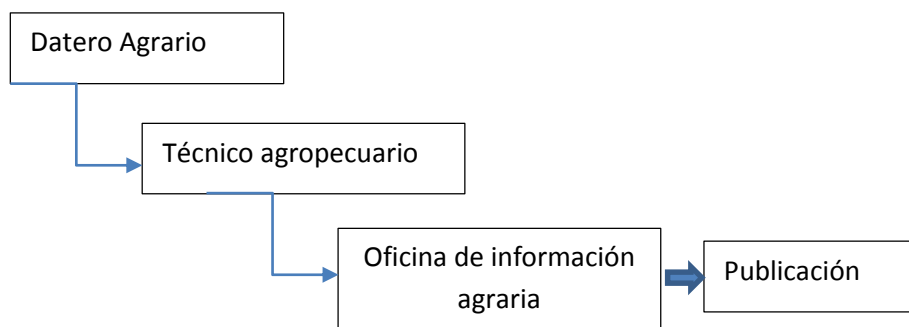 Datero Agrario
Técnico agropecuario
Oficina de información
agraria
Publicación